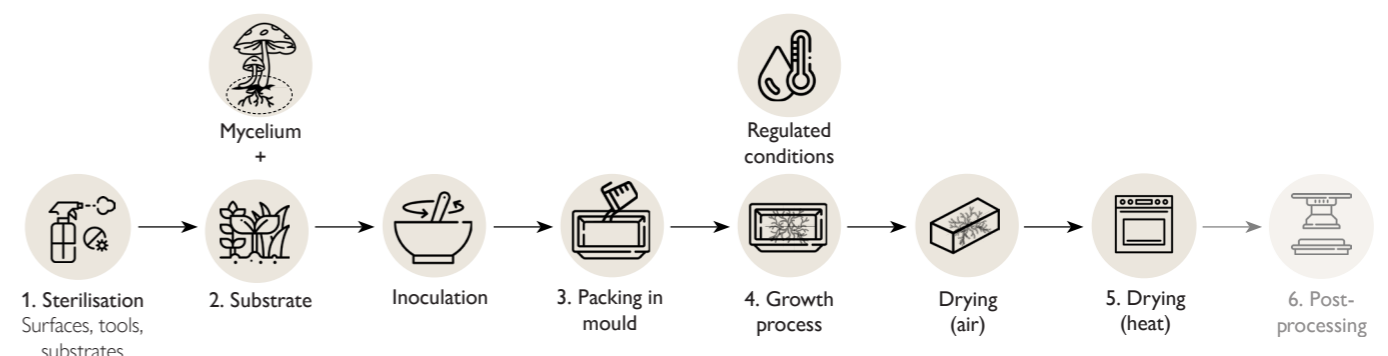 Mycelium
+
Regulated
conditions
1. Sterilisation
Surfaces, tools,
substrates
2. Substrate
Inoculation
3. Packing in
mould
4. Growth
process
Drying
(air)
5. Drying
(heat)
6. Post-
processing